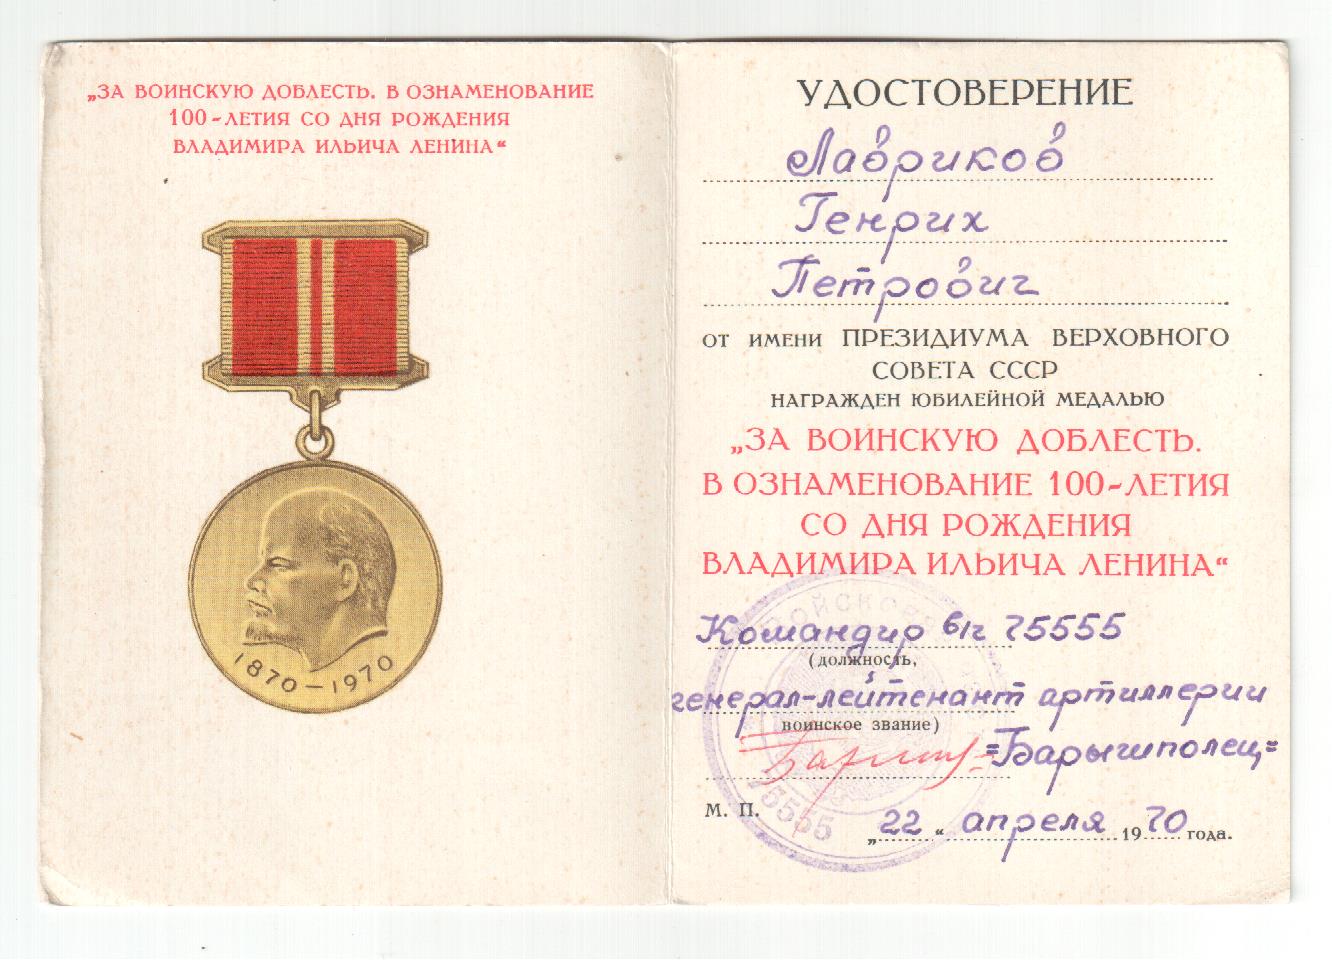 „ЗА ВОИНСКУЮ ДОБЛЕСТЬ. В ОЗНАМЕНОВАНИЕ
100-ЛЕТИЯ СО ДНЯ РОЖДЕНИЯ
ВЛАДИМИРА ИЛЬИЧА ЛЕНИНА“
1870–1970
УДОСТОВЕРЕНИЕ
Лавриков
Генрих
Петрович
ОТ ИМЕНИ ПРЕЗИДИУМА ВЕРХОВНОГО
СОВЕТА СССР
НАГРАЖДЕН ЮБИЛЕЙНОЙ МЕДАЛЬЮ
„ЗА ВОИНСКУЮ ДОБЛЕСТЬ.
В ОЗНАМЕНОВАНИЕ 100-ЛЕТИЯ
СО ДНЯ РОЖДЕНИЯ
ВЛАДИМИРА ИЛЬИЧА ЛЕНИНА“
Командир в/ч 75555
(должность,
генерал-лейтенант артиллерии
воинское звание)
=Барышполец=
75555
М. П.
„22“ апреля 1970 года.